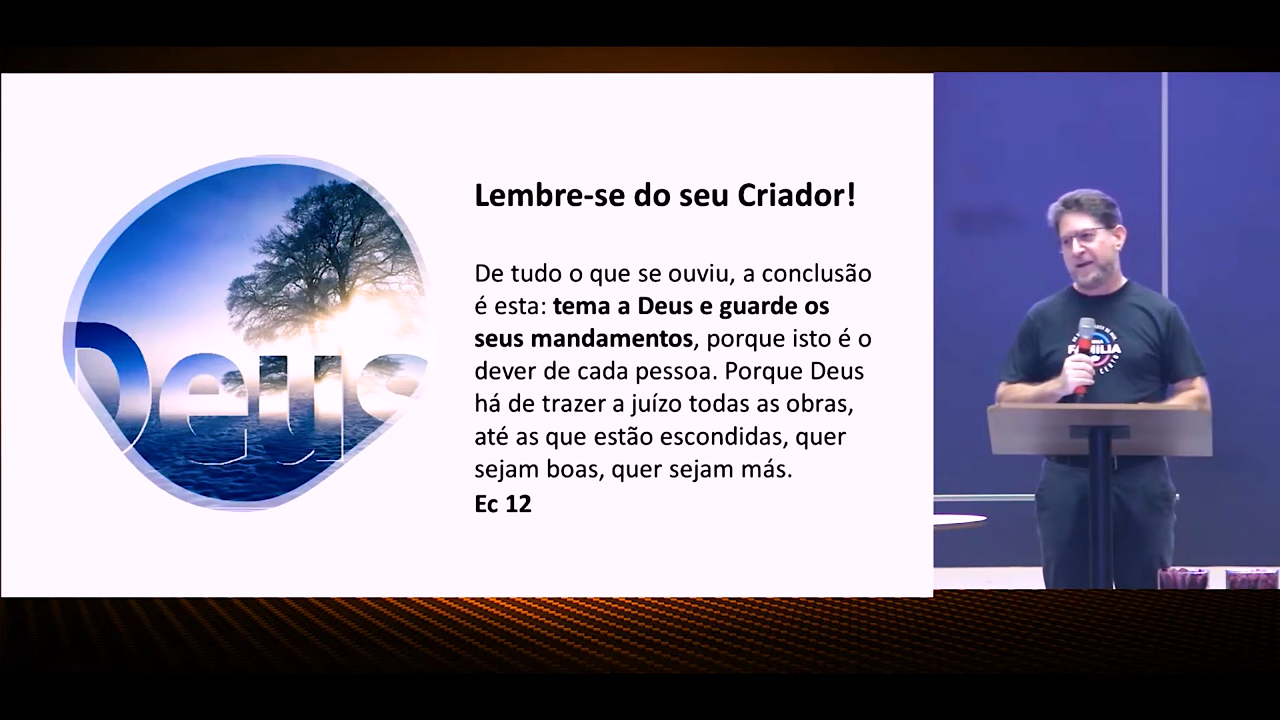 Deus
Lembre-se do seu Criador!
De tudo o que se ouviu, a conclusão
é esta: tema a Deus e guarde os
seus mandamentos, porque isto é o
dever de cada pessoa. Porque Deus
há de trazer a juízo todas as obras,
até as que estão escondidas, quer
sejam boas, quer sejam más.
Ec 12
FAMÍLIA